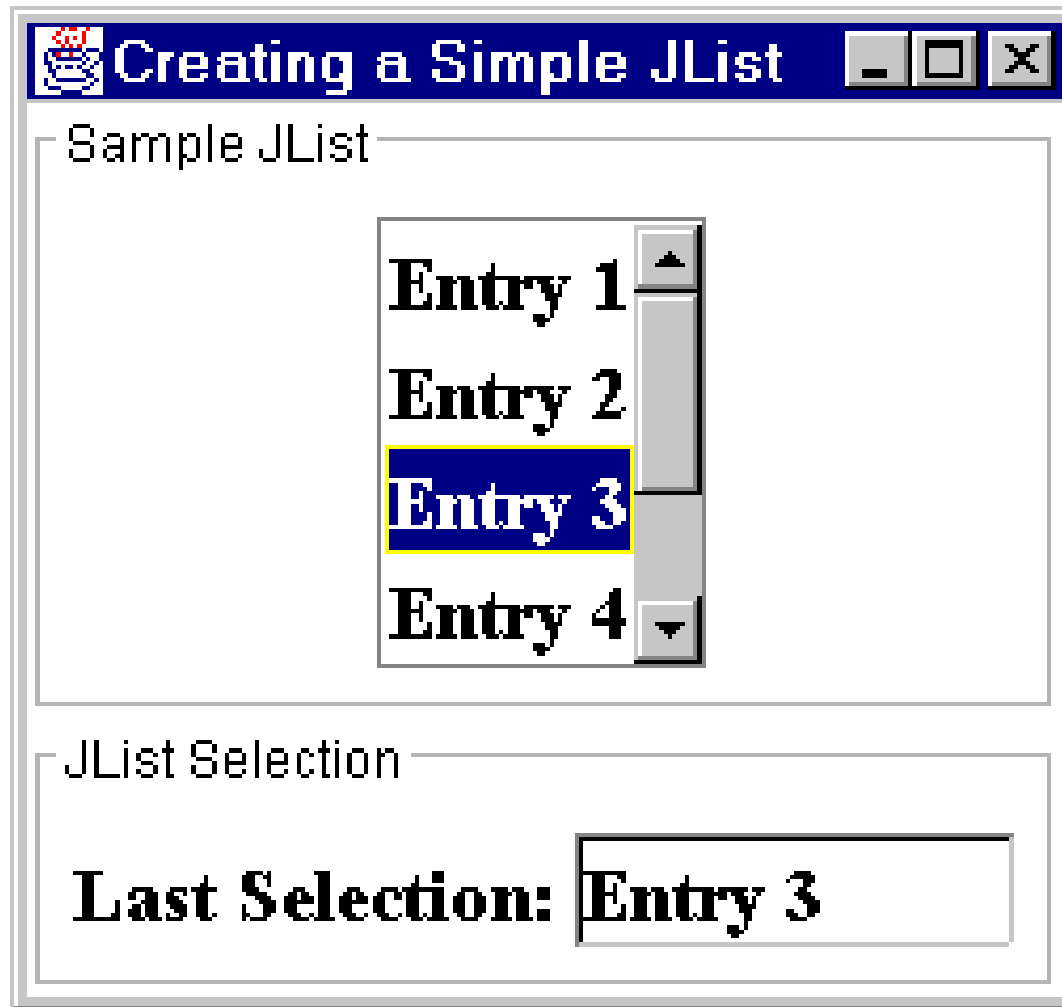 Creating a Simple JList
Sample JList
Entry 1
Entry 2
Entry 3
Entry 4
JList Selection
Last Selection: Entry 3